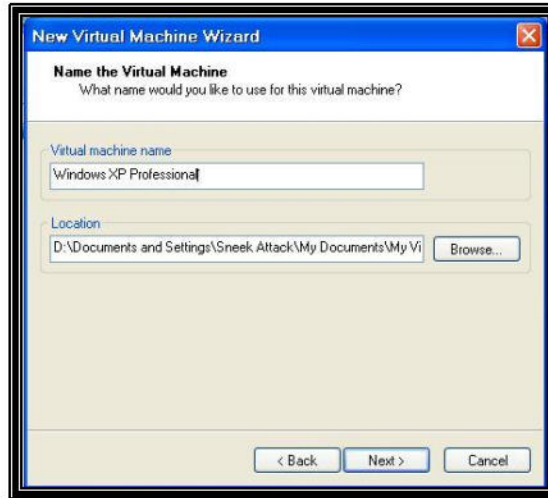 New Virtual Machine Wizard
Name the Virtual Machine
What name would you like to use for this virtual machine?
Virtual machine name
Windows XP Professional
Location
D:\Documents and Settings\Sneek Attack\My Documents\My Vi
Browse...
< Back
Next >
Cancel